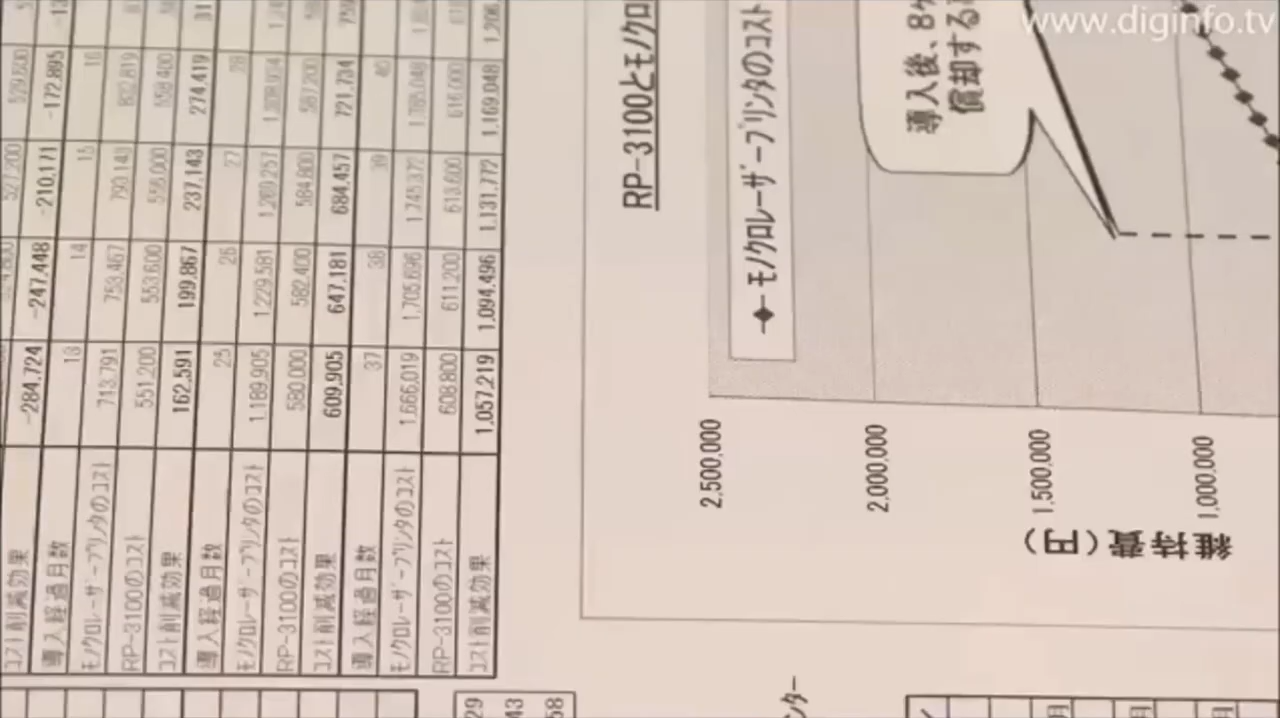 www.diginfo.tv
コスト削減効果 -284,724 -247,448 -210,171 -172,895
導入経過月数 13 14 15 16
モノクロレーザープリンタのコスト 713,791 753,467 793,143 832,819
RP-3100のコスト 551,200 553,600 556,000 558,400
コスト削減効果 162,591 199,867 237,143 274,419
導入経過月数 25 26 27 28
モノクロレーザープリンタのコスト 1,189,905 1,229,581 1,269,257
RP-3100のコスト 580,000 582,400 584,800 587,200
コスト削減効果 609,905 647,181 684,457 721,734
導入経過月数 37 38 39 40
モノクロレーザープリンタのコスト 1,666,019 1,705,696 1,745,372 1,785,048
RP-3100のコスト 608,800 611,200 613,600 616,000
コスト削減効果 1,057,219 1,094,496 1,131,772 1,169,048
RP-3100とモノクロ
モノクロレーザープリンタのコスト
導入後、8ヶ
償却する
2,500,000
2,000,000
1,500,000
1,000,000
維持費(円)
29
43
58
ンター
月
月
月